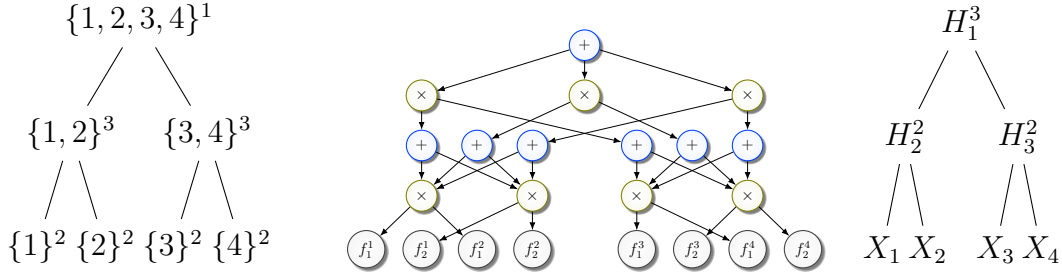 {1, 2, 3, 4}¹ + H₁³
× × ×
{1, 2}³ {3, 4}³ + + + + + + H₂² H₃²
× × × ×
{1}² {2}² {3}² {4}² f₁¹ f₂¹ f₁² f₂² f₁³ f₂³ f₁⁴ f₂⁴ X₁ X₂ X₃ X₄